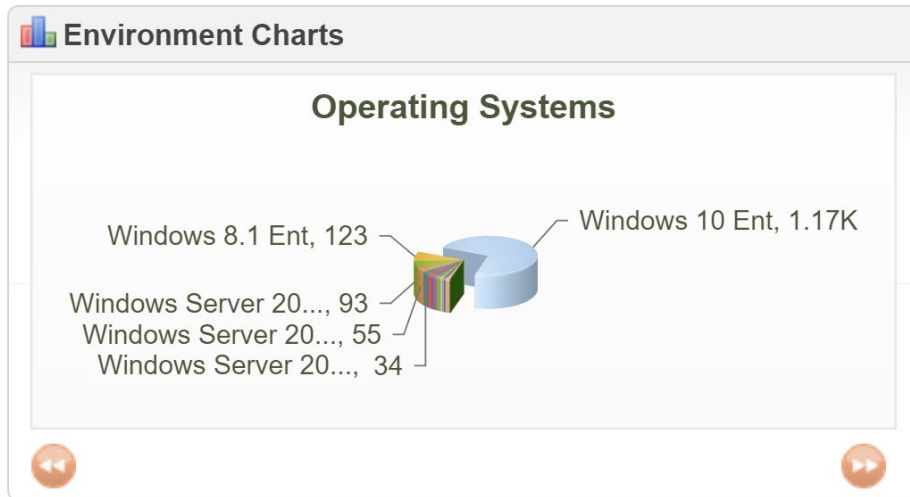 Environment Charts
Operating Systems
Windows 10 Ent, 1.17K
Windows 8.1 Ent, 123
Windows Server 20..., 93
Windows Server 20..., 55
Windows Server 20..., 34